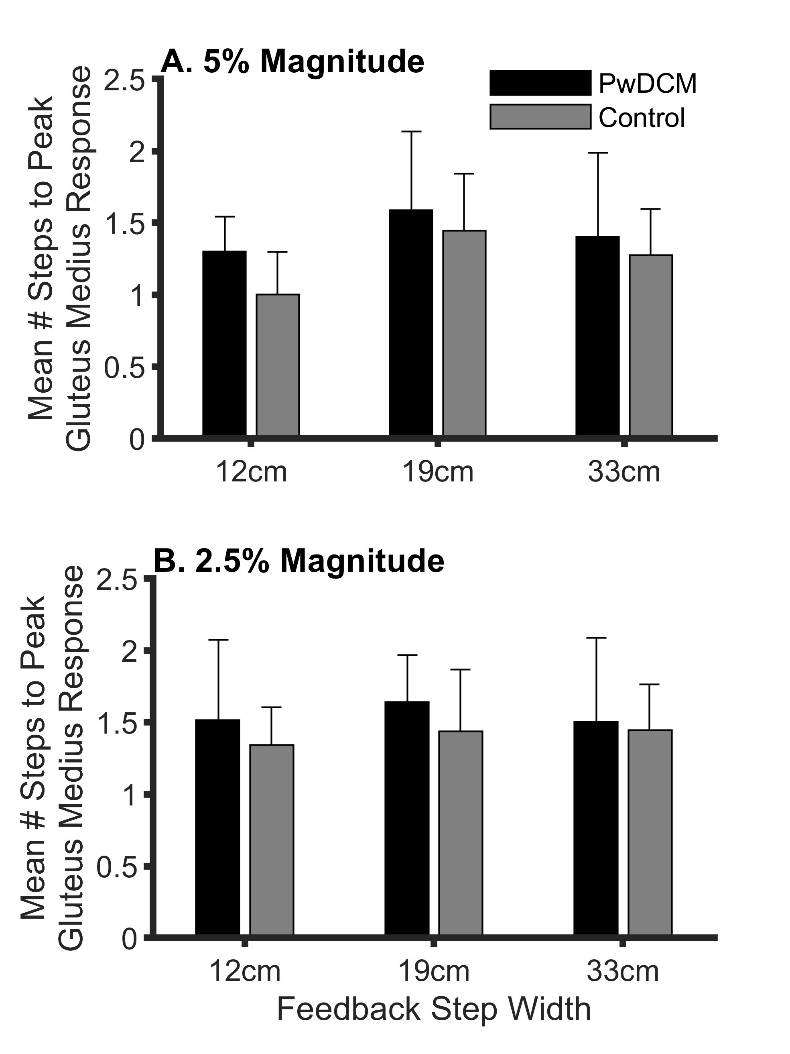 A. 5% Magnitude
PwDCM
Control
Mean # Steps to Peak
Gluteus Medius Response
2.5
2
1.5
1
0.5
0
12cm 19cm 33cm
B. 2.5% Magnitude
Mean # Steps to Peak
Gluteus Medius Response
2.5
2
1.5
1
0.5
0
12cm 19cm 33cm
Feedback Step Width